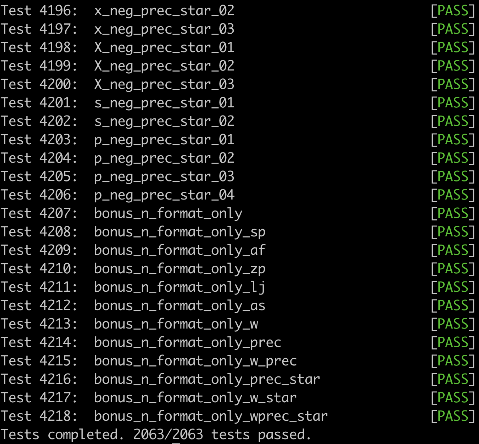 Test 4196:  x_neg_prec_star_02 [PASS]
Test 4197:  x_neg_prec_star_03 [PASS]
Test 4198:  X_neg_prec_star_01 [PASS]
Test 4199:  X_neg_prec_star_02 [PASS]
Test 4200:  X_neg_prec_star_03 [PASS]
Test 4201:  s_neg_prec_star_01 [PASS]
Test 4202:  s_neg_prec_star_02 [PASS]
Test 4203:  p_neg_prec_star_01 [PASS]
Test 4204:  p_neg_prec_star_02 [PASS]
Test 4205:  p_neg_prec_star_03 [PASS]
Test 4206:  p_neg_prec_star_04 [PASS]
Test 4207:  bonus_n_format_only [PASS]
Test 4208:  bonus_n_format_only_sp [PASS]
Test 4209:  bonus_n_format_only_af [PASS]
Test 4210:  bonus_n_format_only_zp [PASS]
Test 4211:  bonus_n_format_only_lj [PASS]
Test 4212:  bonus_n_format_only_as [PASS]
Test 4213:  bonus_n_format_only_w [PASS]
Test 4214:  bonus_n_format_only_prec [PASS]
Test 4215:  bonus_n_format_only_w_prec [PASS]
Test 4216:  bonus_n_format_only_prec_star [PASS]
Test 4217:  bonus_n_format_only_w_star [PASS]
Test 4218:  bonus_n_format_only_wprec_star [PASS]
Tests completed. 2063/2063 tests passed.